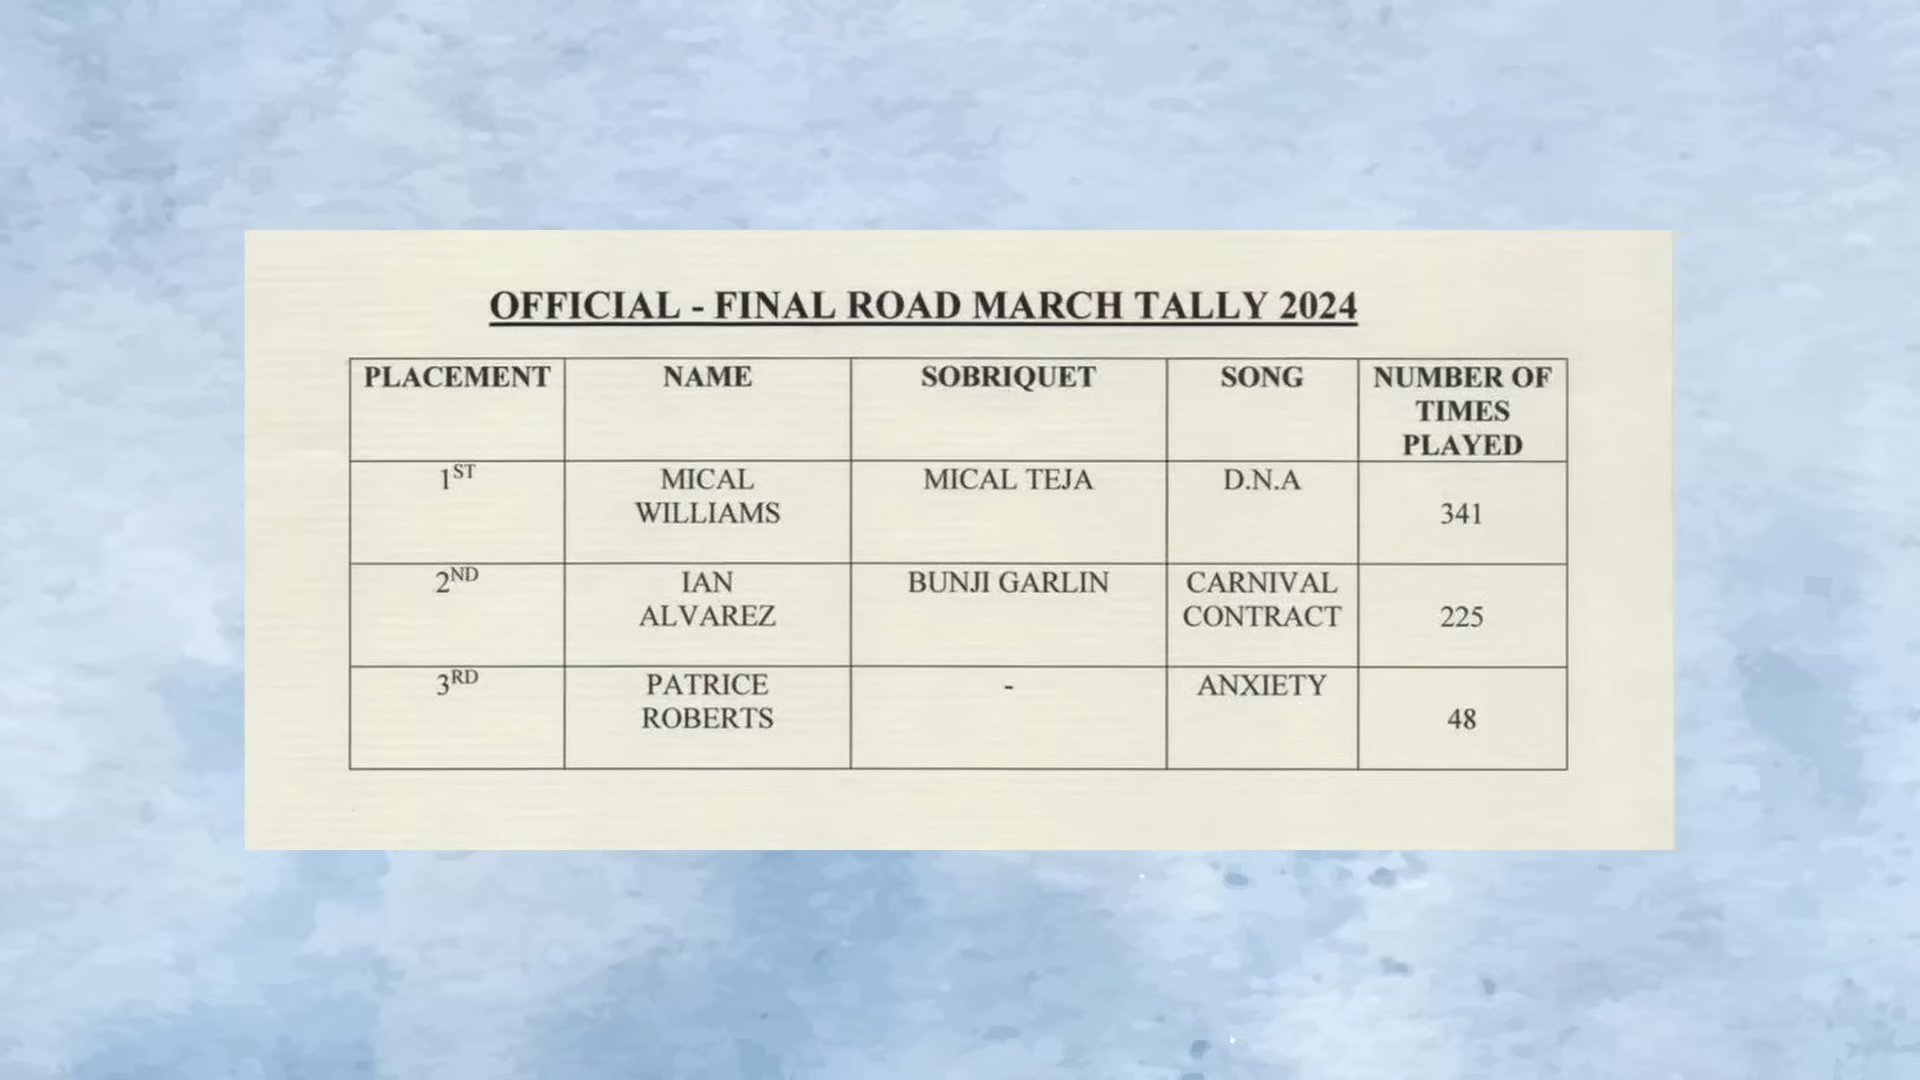 OFFICIAL - FINAL ROAD MARCH TALLY 2024
PLACEMENT NAME SOBRIQUET SONG NUMBER OF
TIMES
PLAYED
1ST MICAL MICAL TEJA D.N.A
WILLIAMS 341
2ND IAN BUNJI GARLIN CARNIVAL
ALVAREZ CONTRACT 225
3RD PATRICE - ANXIETY
ROBERTS 48